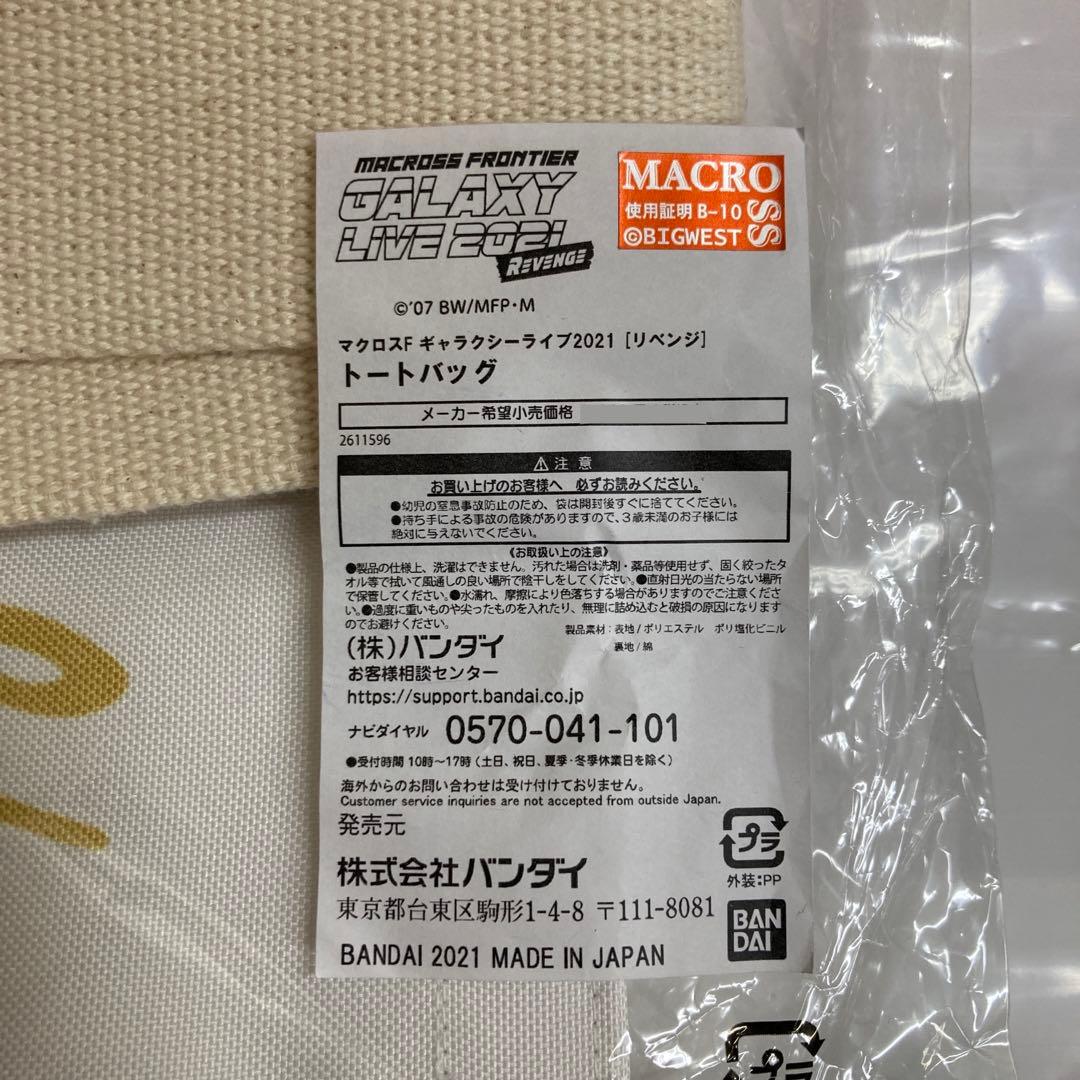 MACROSS FRONTIER
GALAXY
LIVE 2021
REVENGE
MACROSS
使用証明 B-10
©BIGWEST
©'07 BW/MFP・M
マクロスF ギャラクシーライブ2021 [リベンジ]
トートバッグ
メーカー希望小売価格
2611596
⚠注 意
お買い上げのお客様へ 必ずお読みください。
●幼児の窒息事故防止のため、袋は開封後すぐに捨ててください。
●持ち手による事故の危険がありますので、3歳未満のお子様には
絶対に与えないでください。
《お取扱い上の注意》
●製品の仕様上、洗濯はできません。汚れた場合は洗剤・薬品等使用せず、固く絞ったタ
オル等で拭いて風通しの良い場所で陰干しをしてください。●直射日光の当たらない場所
で保管してください。●水濡れ、摩擦により色落ちする場合がありますのでご注意くださ
い。●過度に重いものや尖ったものを入れたり、無理に詰め込むと破損の原因になります
のでお避けください。
製品素材：表地/ポリエステル ポリ塩化ビニル
裏地/綿
(株)バンダイ
お客様相談センター
https://support.bandai.co.jp
ナビダイヤル 0570-041-101
●受付時間 10時～17時 (土日、祝日、夏季・冬季休業日を除く)
海外からのお問い合わせは受け付けておりません。
Customer service inquiries are not accepted from outside Japan.
発売元
プラ
外装:PP
株式会社バンダイ
東京都台東区駒形1-4-8 〒111-8081
BANDAI 2021 MADE IN JAPAN
BAN
DAI
プラ